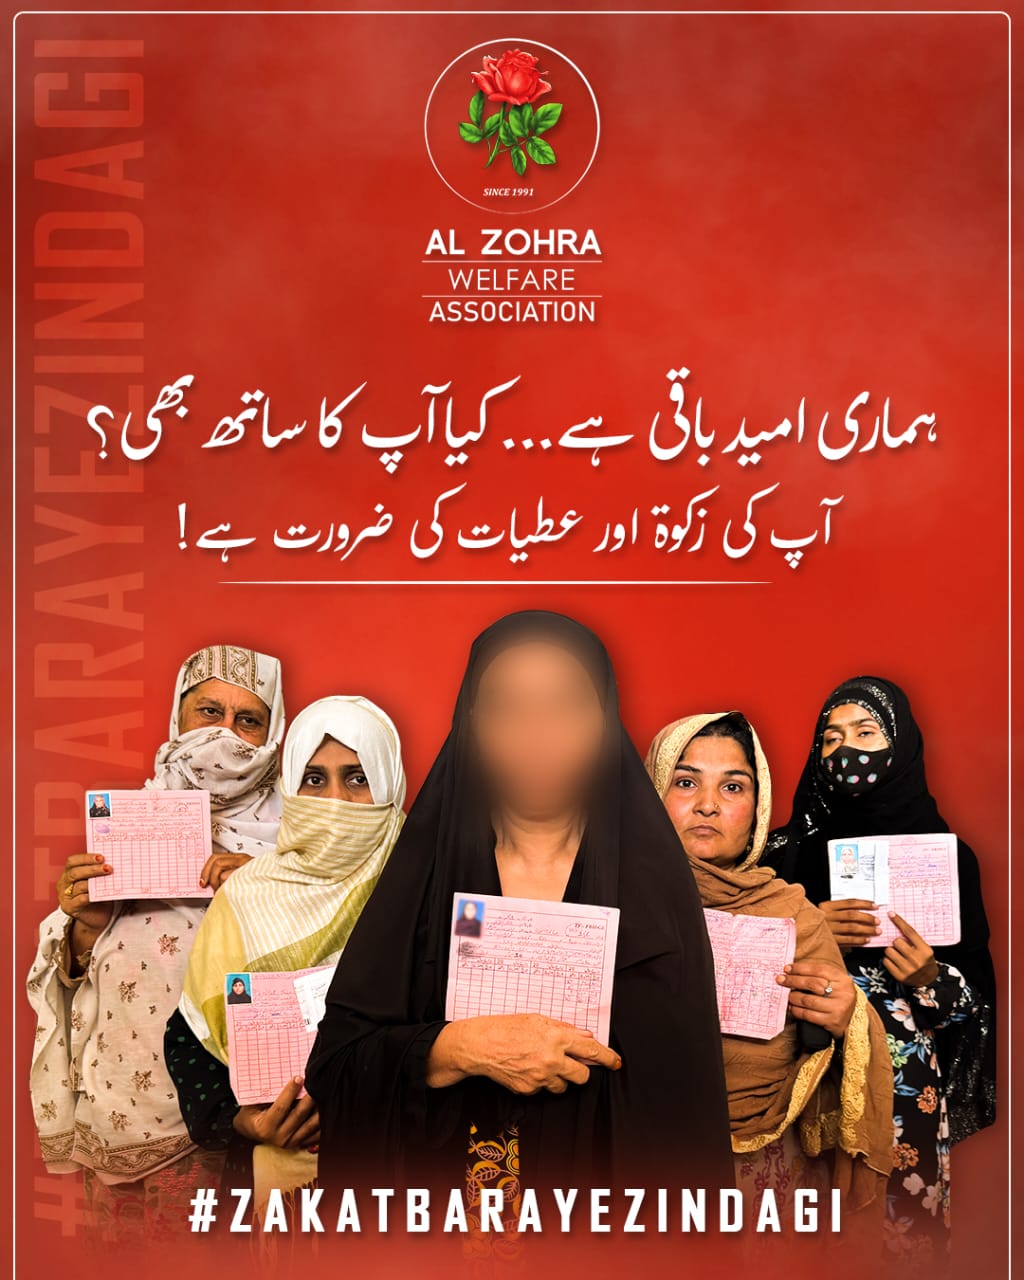 SINCE 1991
AL ZOHRA
WELFARE
ASSOCIATION
ہماری امید باقی ہے... کیا آپ کا ساتھ بھی؟
آپ کی زکوۃ اور عطیات کی ضرورت ہے!
#ZAKATBARAYEZINDAGI
#ZAKATBARAYEZINDAGI